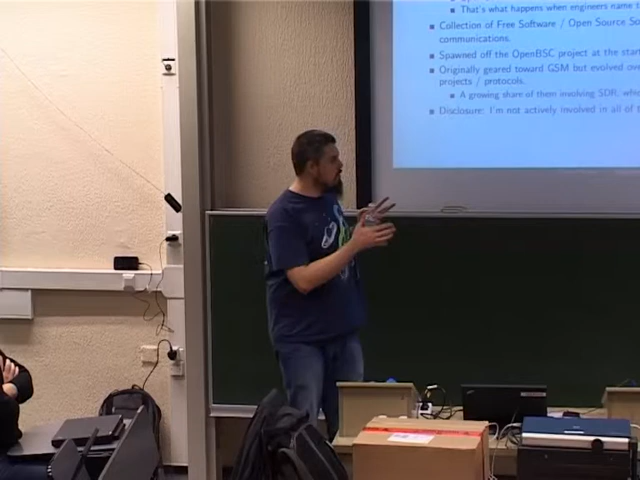 That's what happens when engineers name t
Collection of Free Software / Open Source So
communications.
Spawned off the OpenBSC project at the star
Originally geared toward GSM but evolved ove
projects / protocols.
A growing share of them involving SDR, whi
Disclosure: I'm not actively involved in all of t